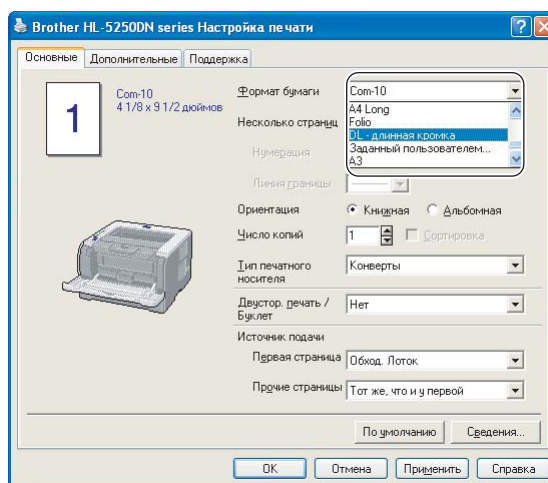 Brother HL-5250DN series Настройка печати
Основные Дополнительные Поддержка
1
Com-10
4 1/8 x 9 1/2 дюймов
Формат бумаги Com-10
A4 Long
Folio
DL - длинная кромка
Заданный пользователем...
A3
Несколько страниц
Нумерация
Линия границы
Ориентация Книжная Альбомная
Число копий 1 Сортировка
Тип печатного
носителя
Конверты
Двустор. печать /
Буклет
Нет
Источник подачи
Первая страница Обход. Лоток.
Прочие страницы Тот же, что и у первой
По умолчанию Сведения...
OK Отмена Применить Справка